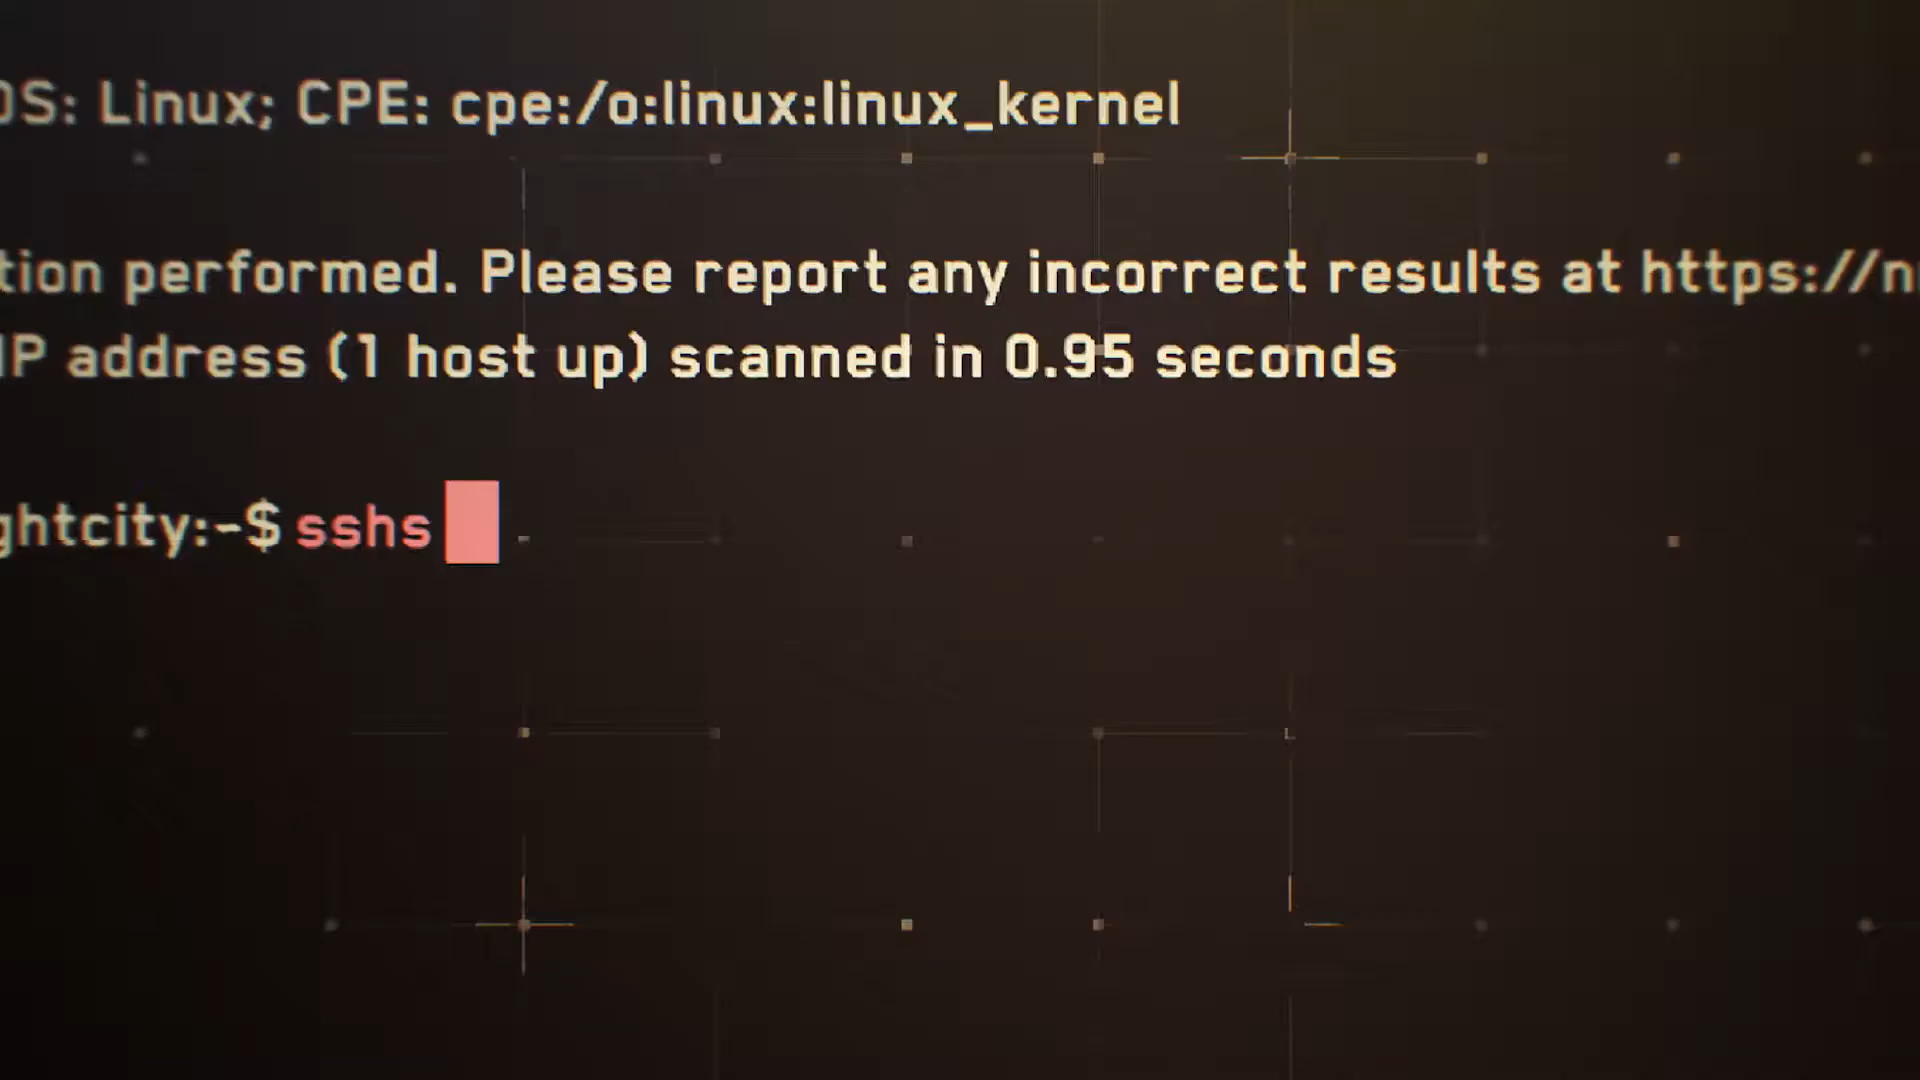 OS: Linux; CPE: cpe:/o:linux:linux_kernel
tion performed. Please report any incorrect results at https://n
IP address (1 host up) scanned in 0.95 seconds
ghtcity:~$ sshs